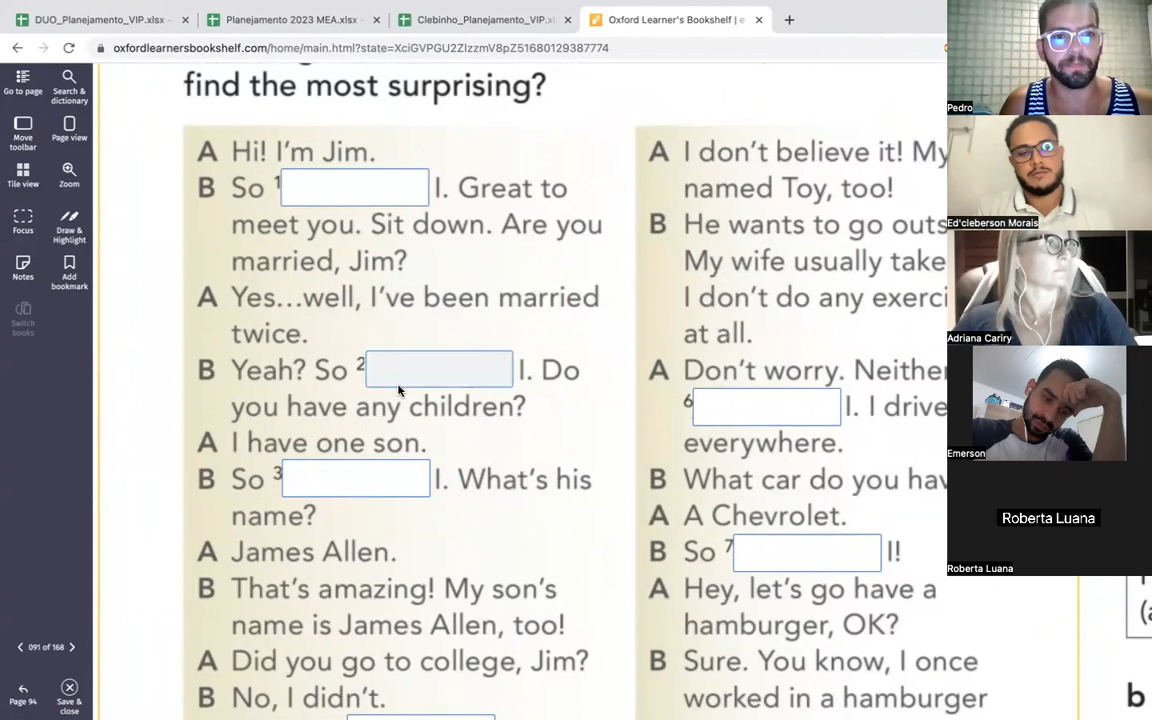 DUO_Planejamento_VIP.xlsx
Planejamento 2023 MEA.xlsx
Clebinho_Planejamento_VIP.xl
Oxford Learner's Bookshelf | e
oxfordlearnersbookshelf.com/home/main.html?state=XciGVPGU2ZIzzmV8pZ51680129387774
Go to page
Search & dictionary
Move toolbar
Page view
Tile view
Zoom
Focus
Draw & Highlight
Notes
Add bookmark
Switch books
091 of 168
Page 94
Save & close
find the most surprising?
A Hi! I'm Jim.
B So 1 I. Great to
meet you. Sit down. Are you
married, Jim?
A Yes...well, I've been married
twice.
B Yeah? So 2 I. Do
you have any children?
A I have one son.
B So 3 I. What's his
name?
A James Allen.
B That's amazing! My son's
name is James Allen, too!
A Did you go to college, Jim?
B No, I didn't.
A I don't believe it! My
named Toy, too!
B He wants to go outs
My wife usually take
I don't do any exerci
at all.
A Don't worry. Neither
6 I. I drive
everywhere.
B What car do you hav
A A Chevrolet.
B So 7 I!
A Hey, let's go have a
hamburger, OK?
B Sure. You know, I once
worked in a hamburger
(a
b
Pedro
Ed'cleberson Morais
Adriana Cariry
Emerson
Roberta Luana
Roberta Luana